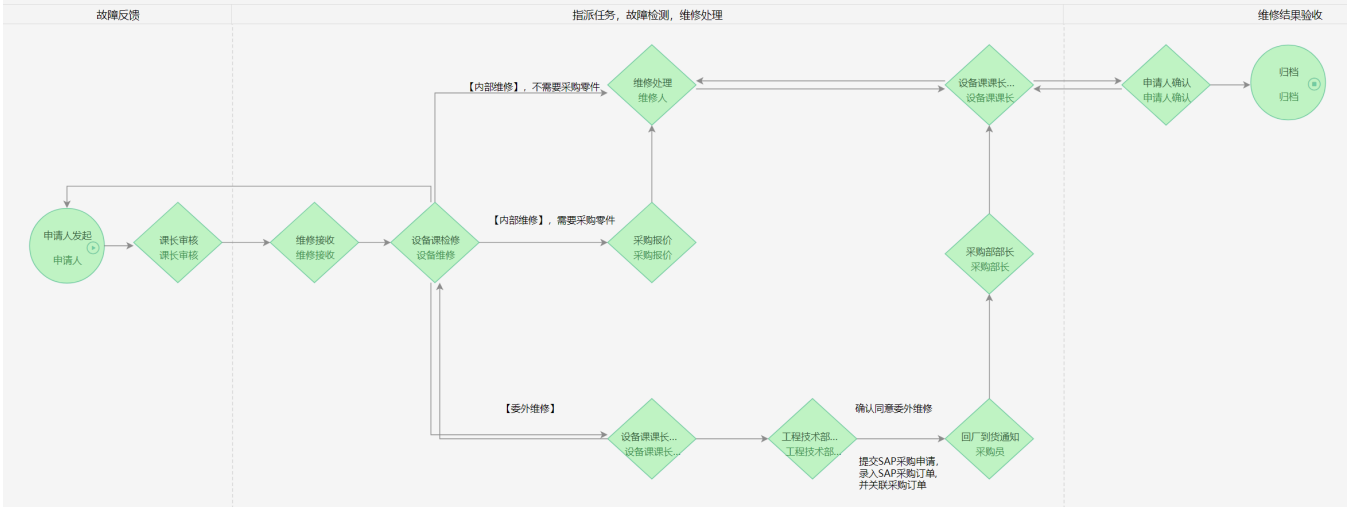 故障反馈
指派任务，故障检测，维修处理
维修结果验收
【内部维修】，不需要采购零件
维修处理
维修人
设备课课长...
设备课课长
申请人确认
申请人确认
归档
归档
申请人发起
申请人
课长审核
课长审核
维修接收
维修接收
设备课检修
设备维修
【内部维修】，需要采购零件
采购报价
采购报价
采购部部长
采购部长
【委外维修】
设备课课长...
设备课课长...
工程技术部...
工程技术部...
确认同意委外维修
提交SAP采购申请,
录入SAP采购订单,
并关联采购订单
回厂到货通知
采购员